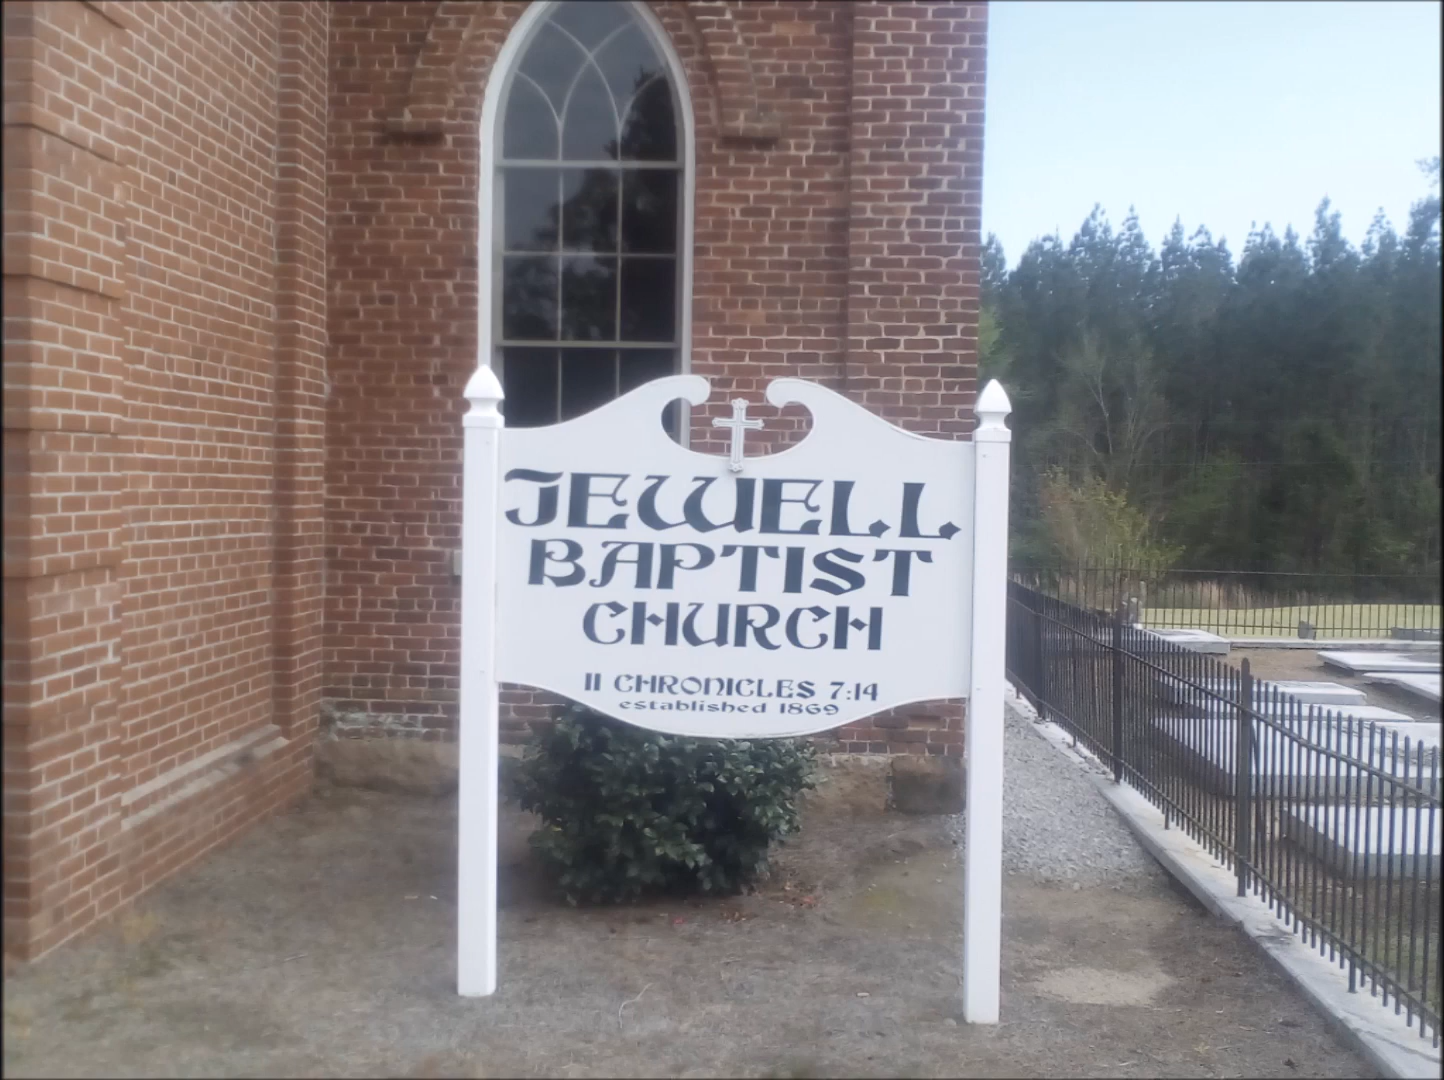 JEWELL
BAPTIST
CHURCH
II CHRONICLES 7:14
established 1869